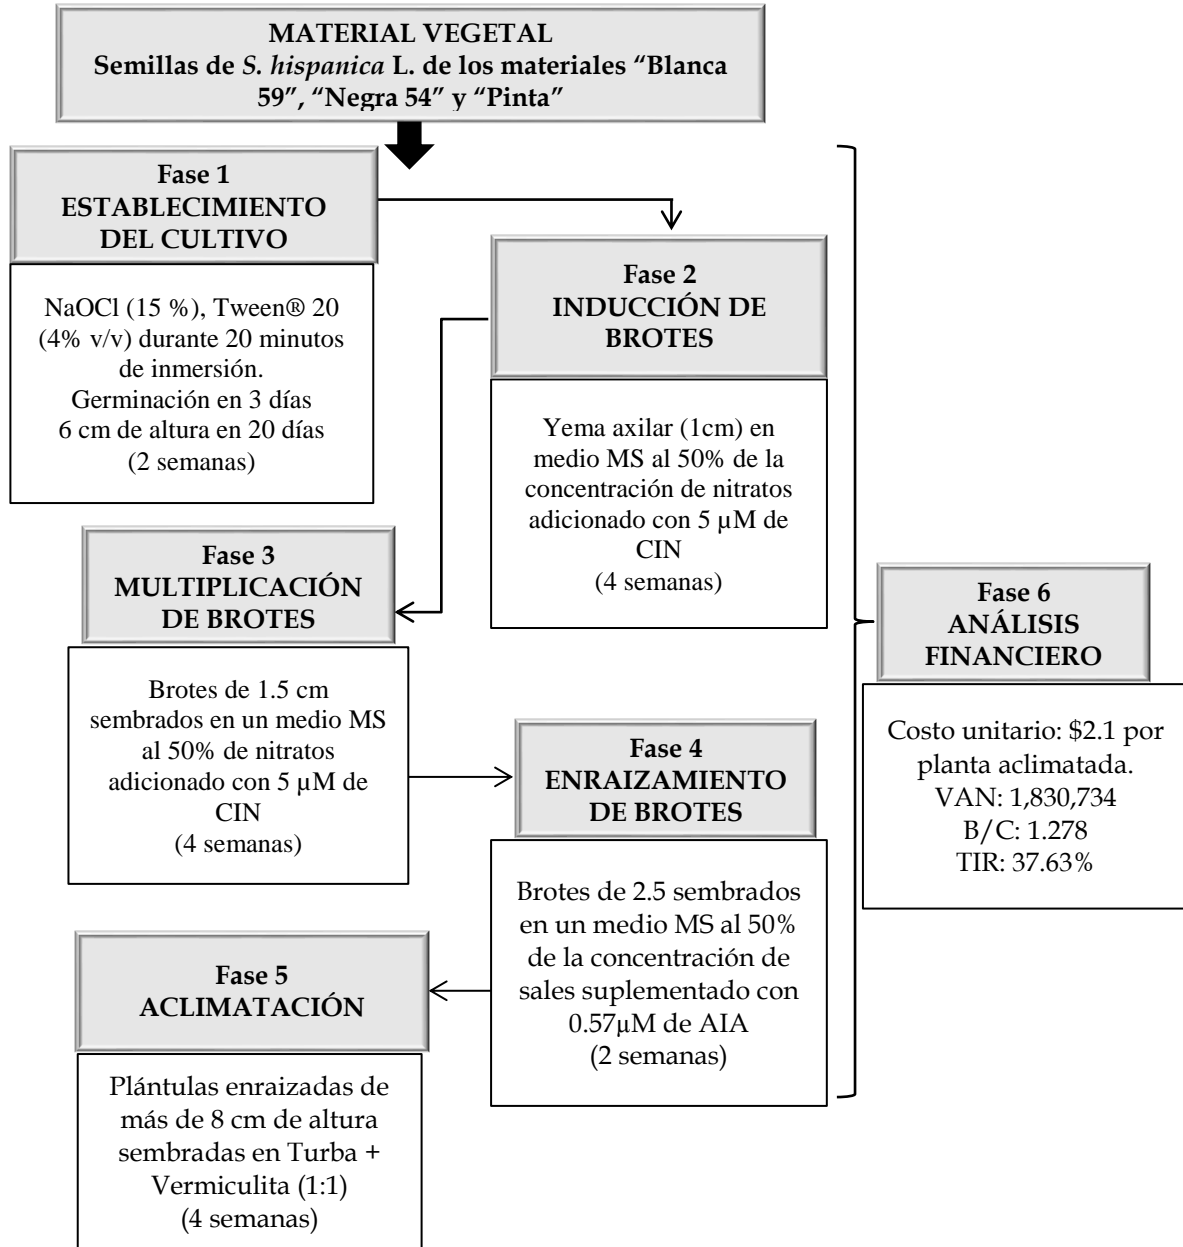 MATERIAL VEGETAL
Semillas de S. hispanica L. de los materiales “Blanca
59”, “Negra 54” y “Pinta”
Fase 1
ESTABLECIMIENTO
DEL CULTIVO
NaOCl (15 %), Tween® 20
(4% v/v) durante 20 minutos
de inmersión.
Germinación en 3 días
6 cm de altura en 20 días
(2 semanas)
Fase 2
INDUCCIÓN DE
BROTES
Yema axilar (1cm) en
medio MS al 50% de la
concentración de nitratos
adicionado con 5 µM de
CIN
(4 semanas)
Fase 3
MULTIPLICACIÓN
DE BROTES
Brotes de 1.5 cm
sembrados en un medio MS
al 50% de nitratos
adicionado con 5 µM de
CIN
(4 semanas)
Fase 4
ENRAIZAMIENTO
DE BROTES
Brotes de 2.5 sembrados
en un medio MS al 50%
de la concentración de
sales suplementado con
0.57µM de AIA
(2 semanas)
Fase 5
ACLIMATACIÓN
Plántulas enraizadas de
más de 8 cm de altura
sembradas en Turba +
Vermiculita (1:1)
(4 semanas)
Fase 6
ANÁLISIS
FINANCIERO
Costo unitario: $2.1 por
planta aclimatada.
VAN: 1,830,734
B/C: 1.278
TIR: 37.63%